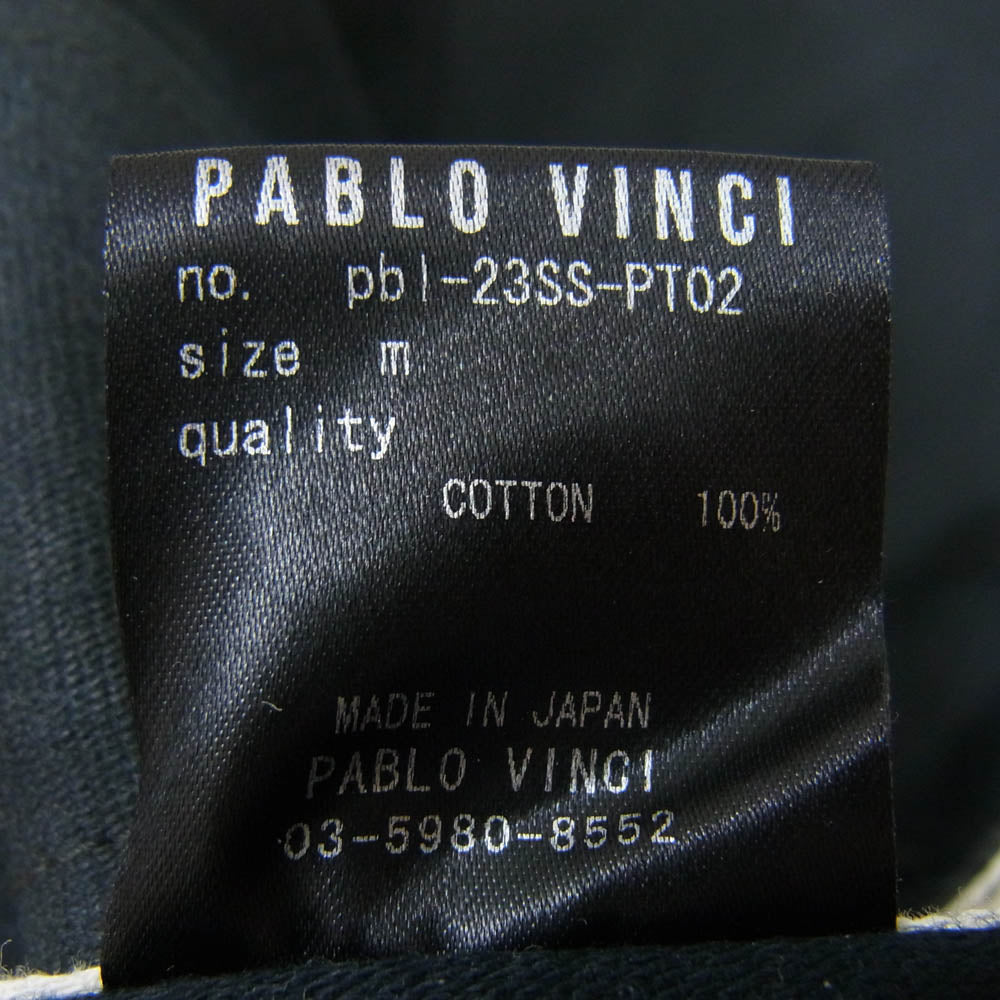 PABLO VINCI
no. pbl-23SS-PT02
size m
quality
COTTON 100%
MADE IN JAPAN
PABLO VINCI
03-5980-8552